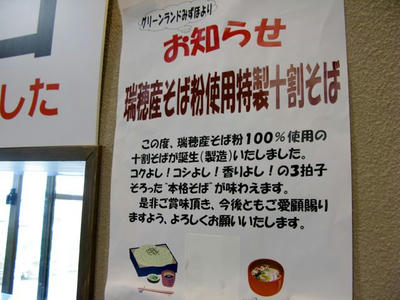 した
グリーンランドみずほより
お知らせ
瑞穂産そば粉使用特製十割そば
この度、瑞穂産そば粉100%使用の
十割そばが誕生(製造)いたしました。
コクよし!コシよし!香りよし!の3拍子
そろった"本格そば"が味わえます。
是非ご賞味頂き、今後ともご愛顧賜り
ますよう、よろしくお願いいたします。